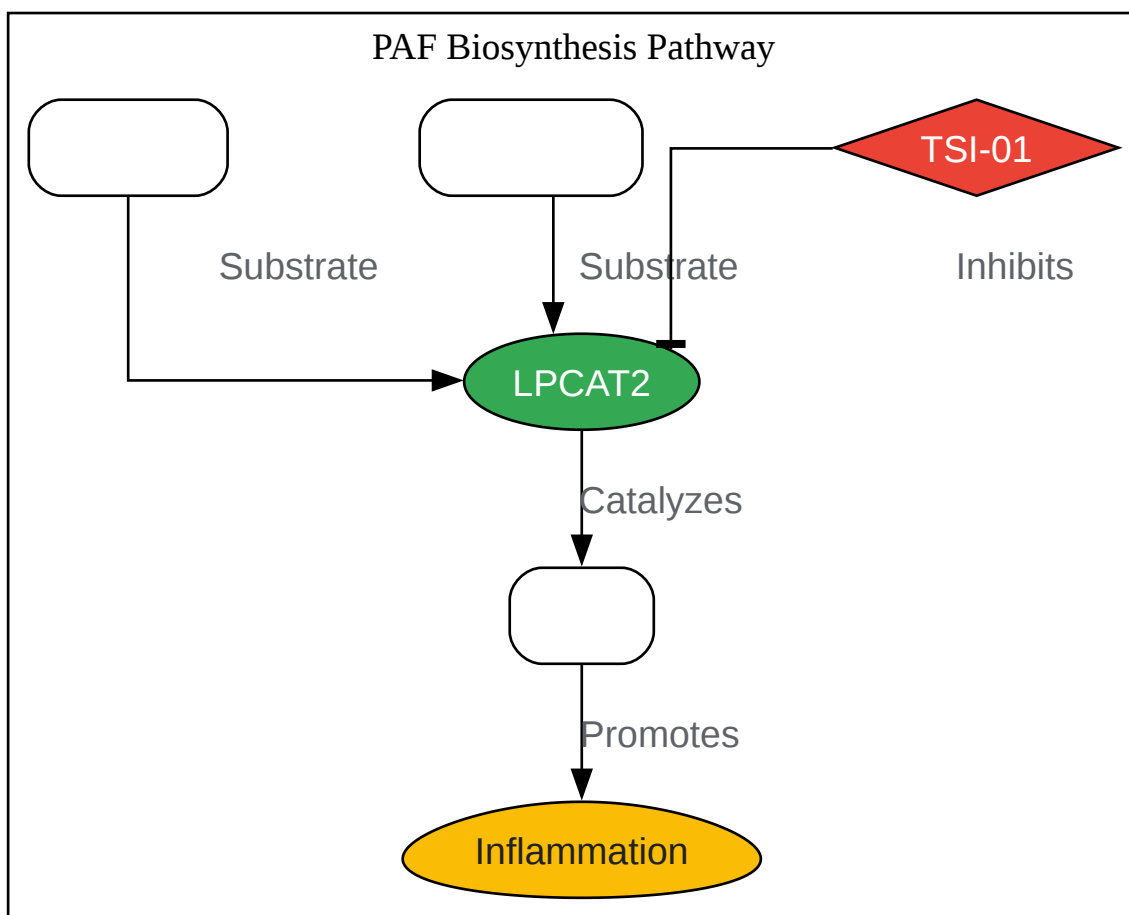 PAF Biosynthesis Pathway
TSI-01
Substrate
Substrate
Inhibits
LPCAT2
Catalyzes
Promotes
Inflammation